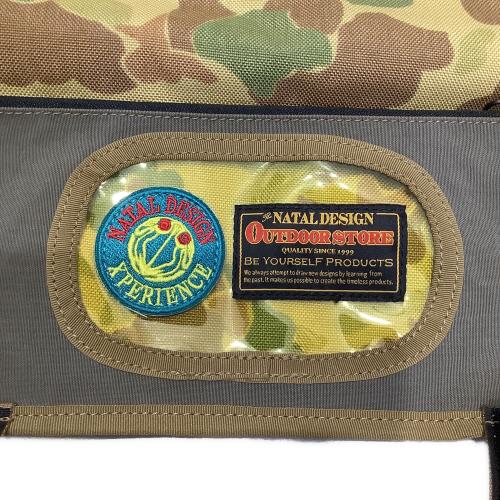 NATAL DESIGN
XPERIENCE
The NATAL DESIGN
OUTDOOR STORE
QUALITY SINCE 1999
BE YOURSELF PRODUCTS
We always attempt to draw new designs by learning from
the past. It makes us possible to create the timeless products.